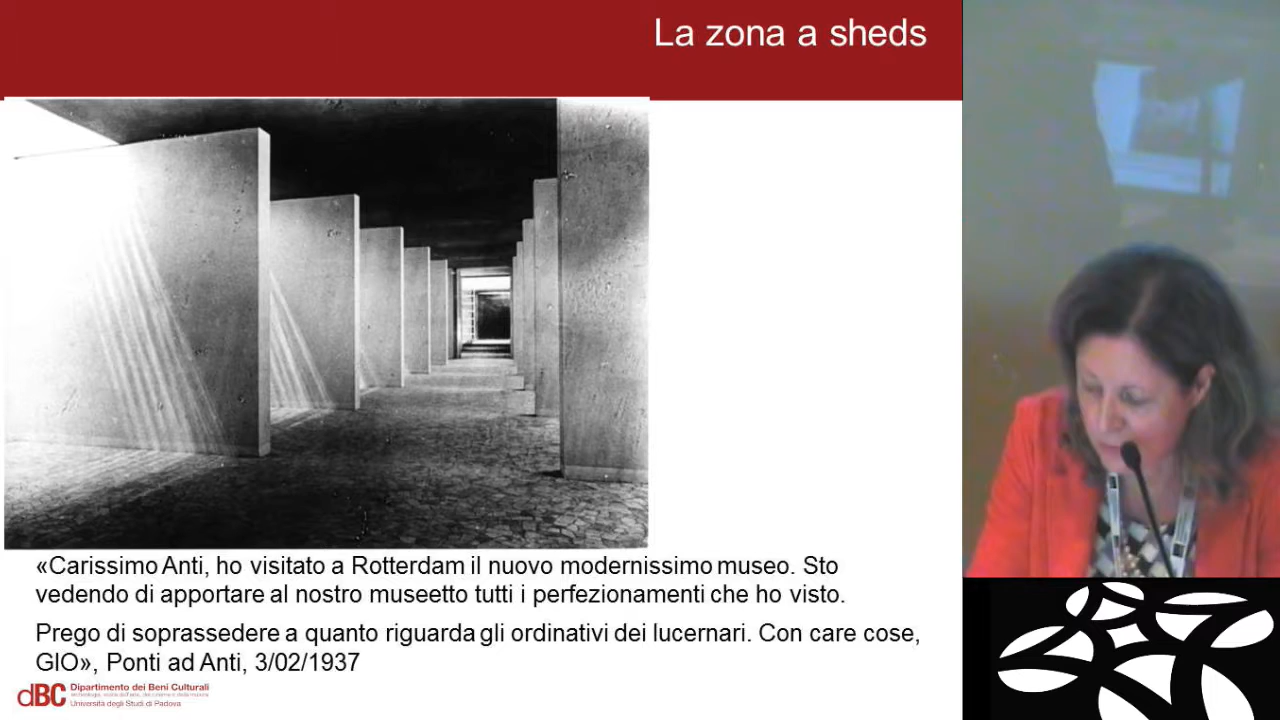 La zona a sheds
«Carissimo Anti, ho visitato a Rotterdam il nuovo modernissimo museo. Sto
vedendo di apportare al nostro museetto tutti i perfezionamenti che ho visto.
Prego di soprassedere a quanto riguarda gli ordinativi dei lucernari. Con care cose,
GIO», Ponti ad Anti, 3/02/1937
dBC Dipartimento dei Beni Culturali
archeologia, storia dell'arte, del cinema e della musica
Università degli Studi di Padova